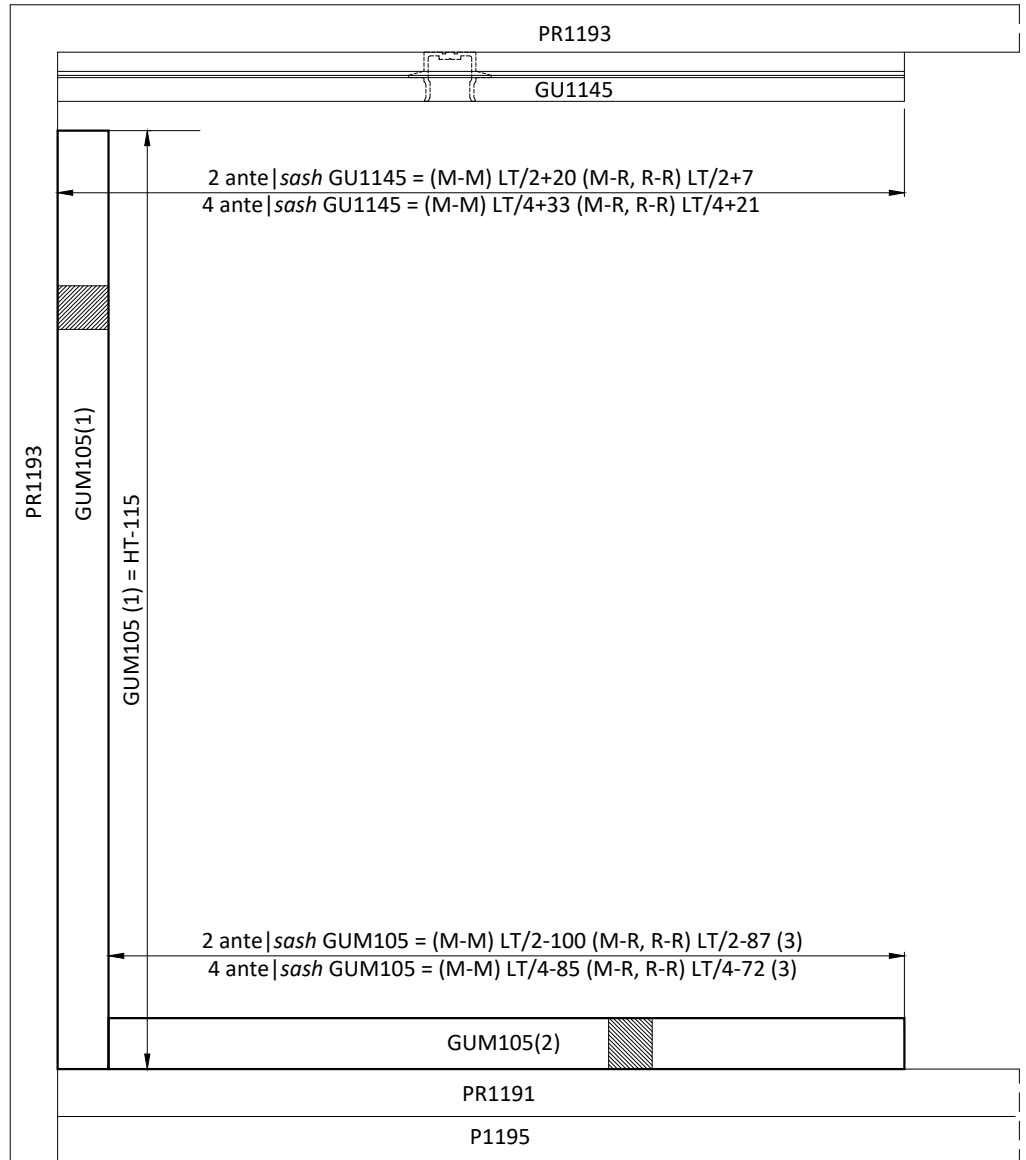 PR1193
GU1145
2 ante|sash GU1145 = (M-M) LT/2+20 (M-R, R-R) LT/2+7
4 ante|sash GU1145 = (M-M) LT/4+33 (M-R, R-R) LT/4+21
PR1193
GUM105(1)
GUM105 (1) = HT-115
2 ante|sash GUM105 = (M-M) LT/2-100 (M-R, R-R) LT/2-87 (3)
4 ante|sash GUM105 = (M-M) LT/4-85 (M-R, R-R) LT/4-72 (3)
GUM105(2)
PR1191
P1195